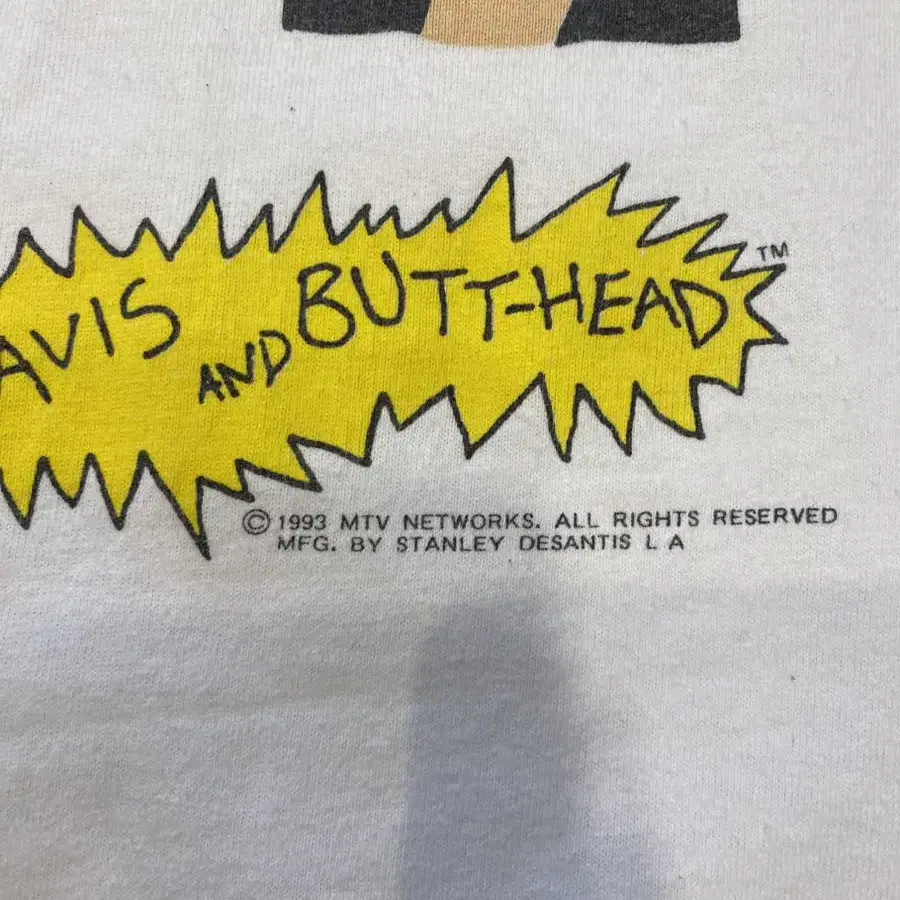 AVIS AND BUTT-HEAD ™
© 1993 MTV NETWORKS. ALL RIGHTS RESERVED
MFG. BY STANLEY DESANTIS L A